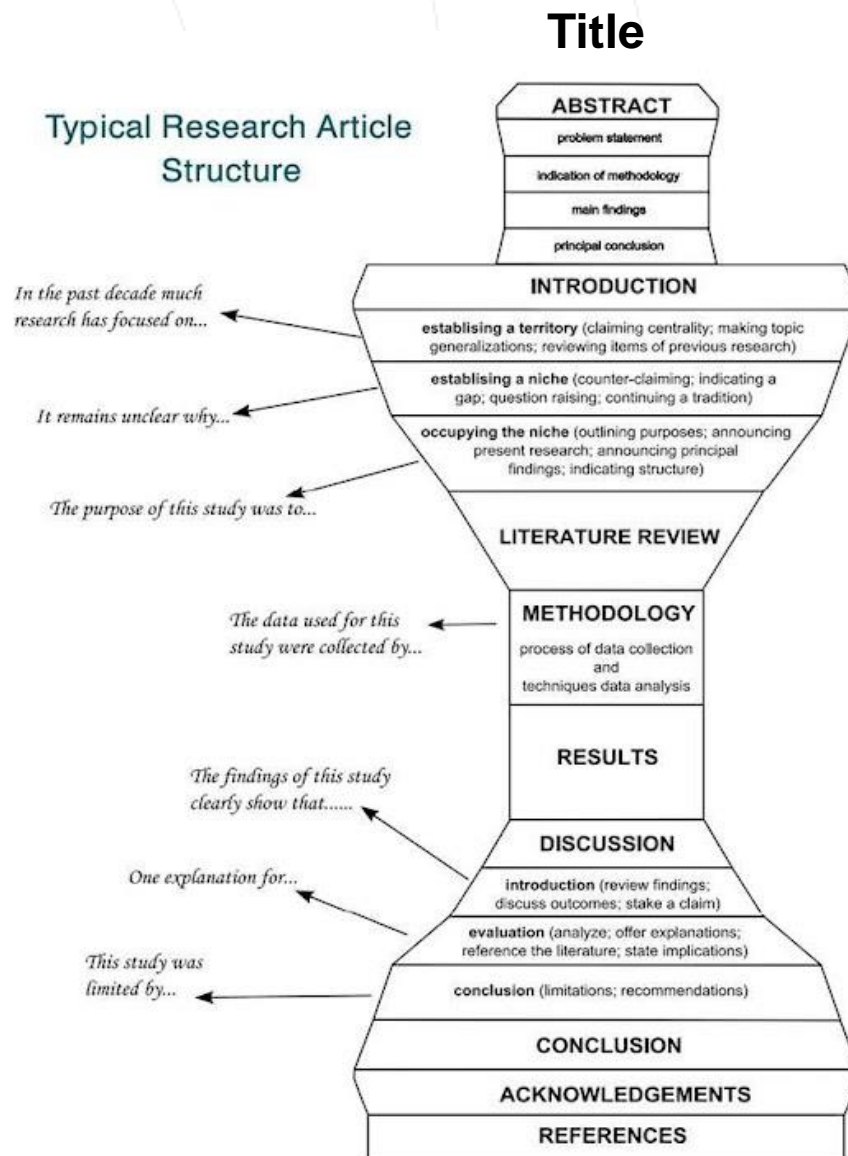 Title
Typical Research Article
Structure
ABSTRACT
problem statement
indication of methodology
main findings
principal conclusion
INTRODUCTION
In the past decade much
research has focused on...
establising a territory (claiming centrality; making topic
generalizations; reviewing items of previous research)
It remains unclear why...
establising a niche (counter-claiming; indicating a
gap; question raising; continuing a tradition)
The purpose of this study was to...
occupying the niche (outlining purposes; announcing
present research; announcing principal
findings; indicating structure)
LITERATURE REVIEW
The data used for this
study were collected by...
METHODOLOGY
process of data collection
and
techniques data analysis
RESULTS
The findings of this study
clearly show that......
DISCUSSION
introduction (review findings;
discuss outcomes; stake a claim)
One explanation for...
evaluation (analyze; offer explanations;
reference the literature; state implications)
This study was
limited by...
conclusion (limitations; recommendations)
CONCLUSION
ACKNOWLEDGEMENTS
REFERENCES